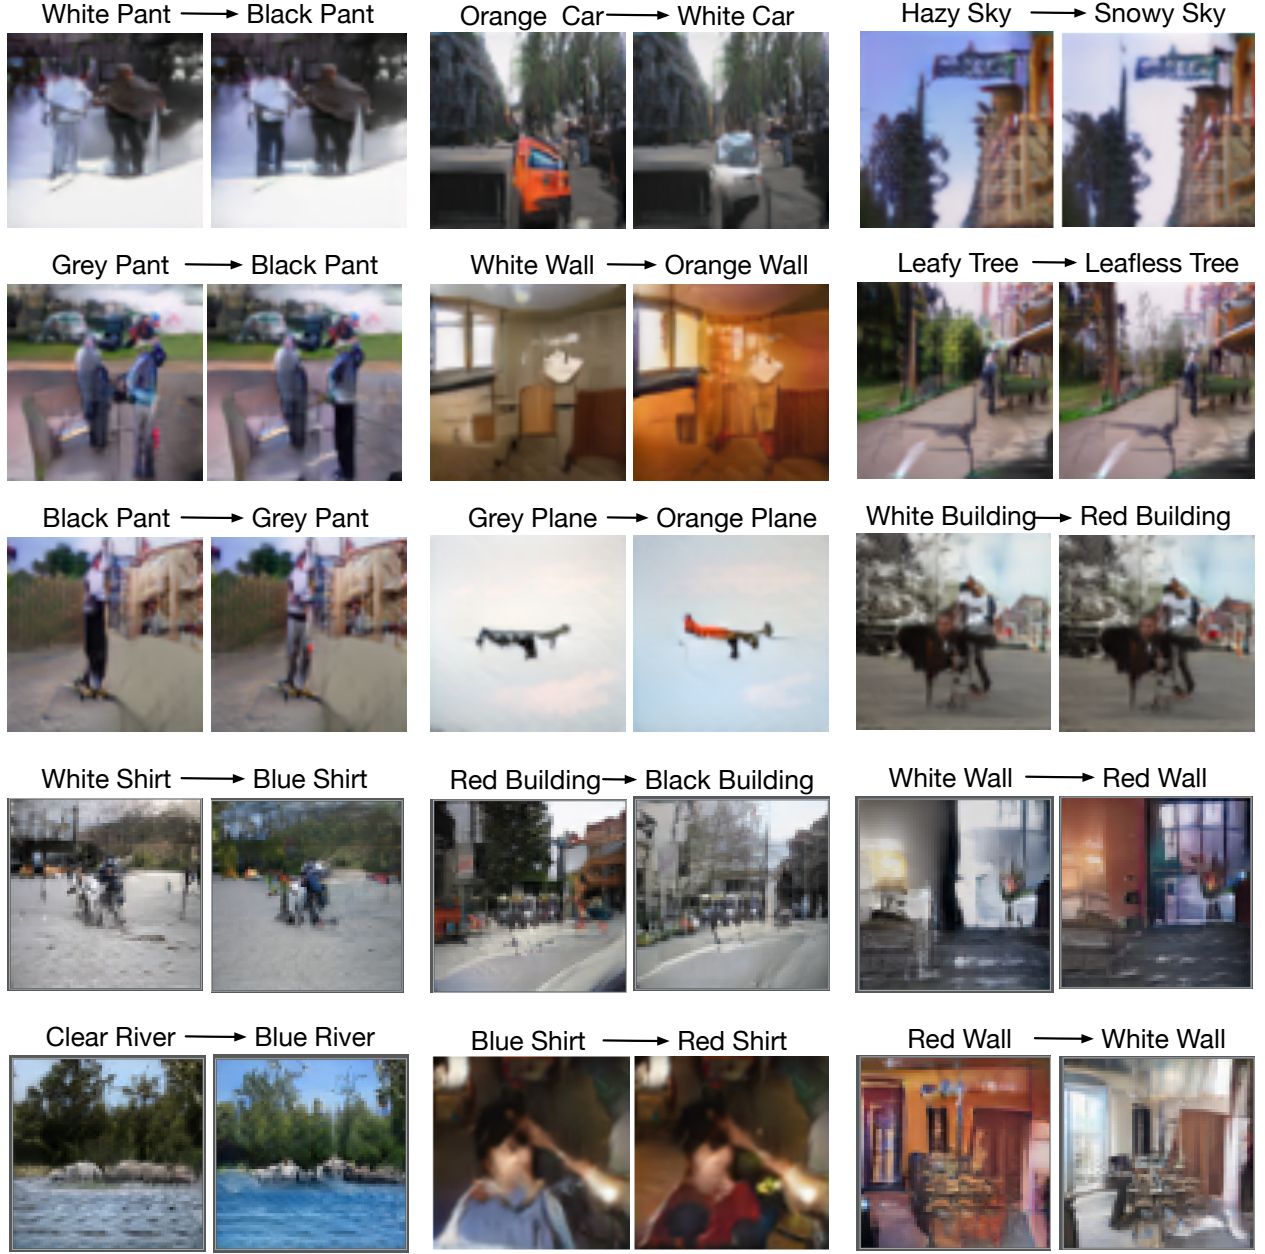 White Pant → Black Pant
Orange Car → White Car
Hazy Sky → Snowy Sky
Grey Pant → Black Pant
White Wall → Orange Wall
Leafy Tree → Leafless Tree
Black Pant → Grey Pant
Grey Plane → Orange Plane
White Building → Red Building
White Shirt → Blue Shirt
Red Building → Black Building
White Wall → Red Wall
Clear River → Blue River
Blue Shirt → Red Shirt
Red Wall → White Wall